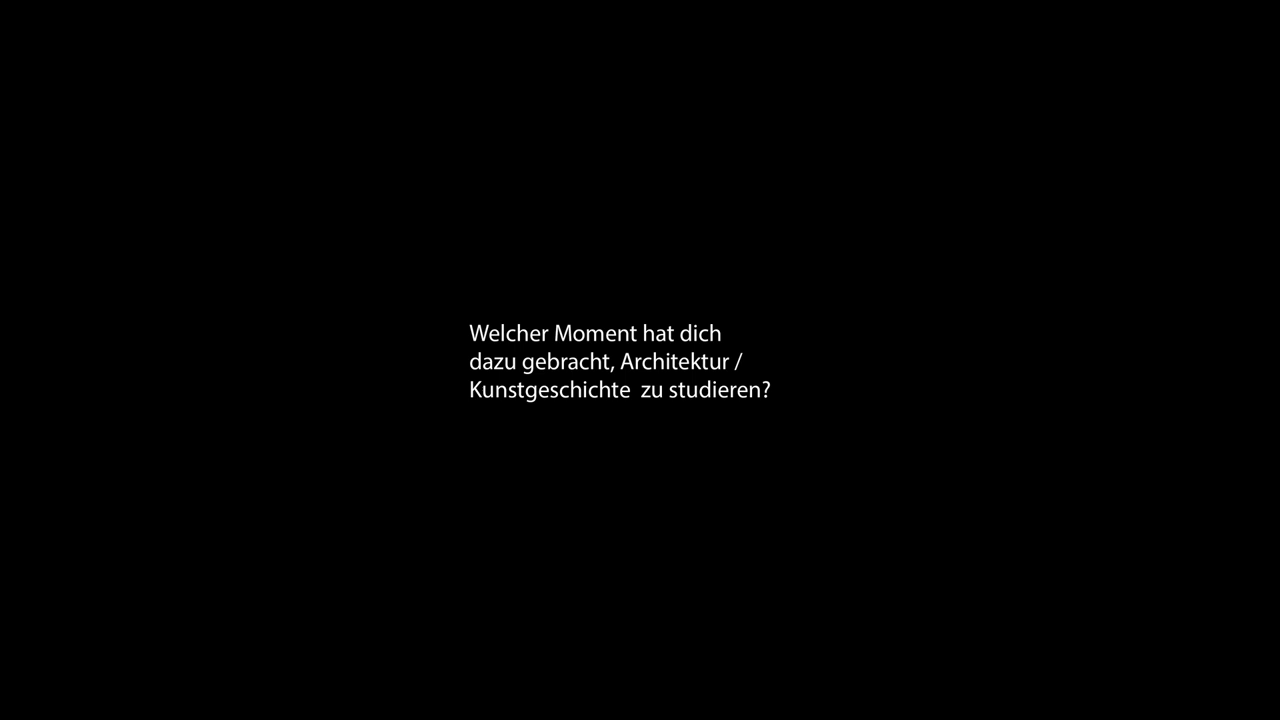 Welcher Moment hat dich
dazu gebracht, Architektur /
Kunstgeschichte  zu studieren?